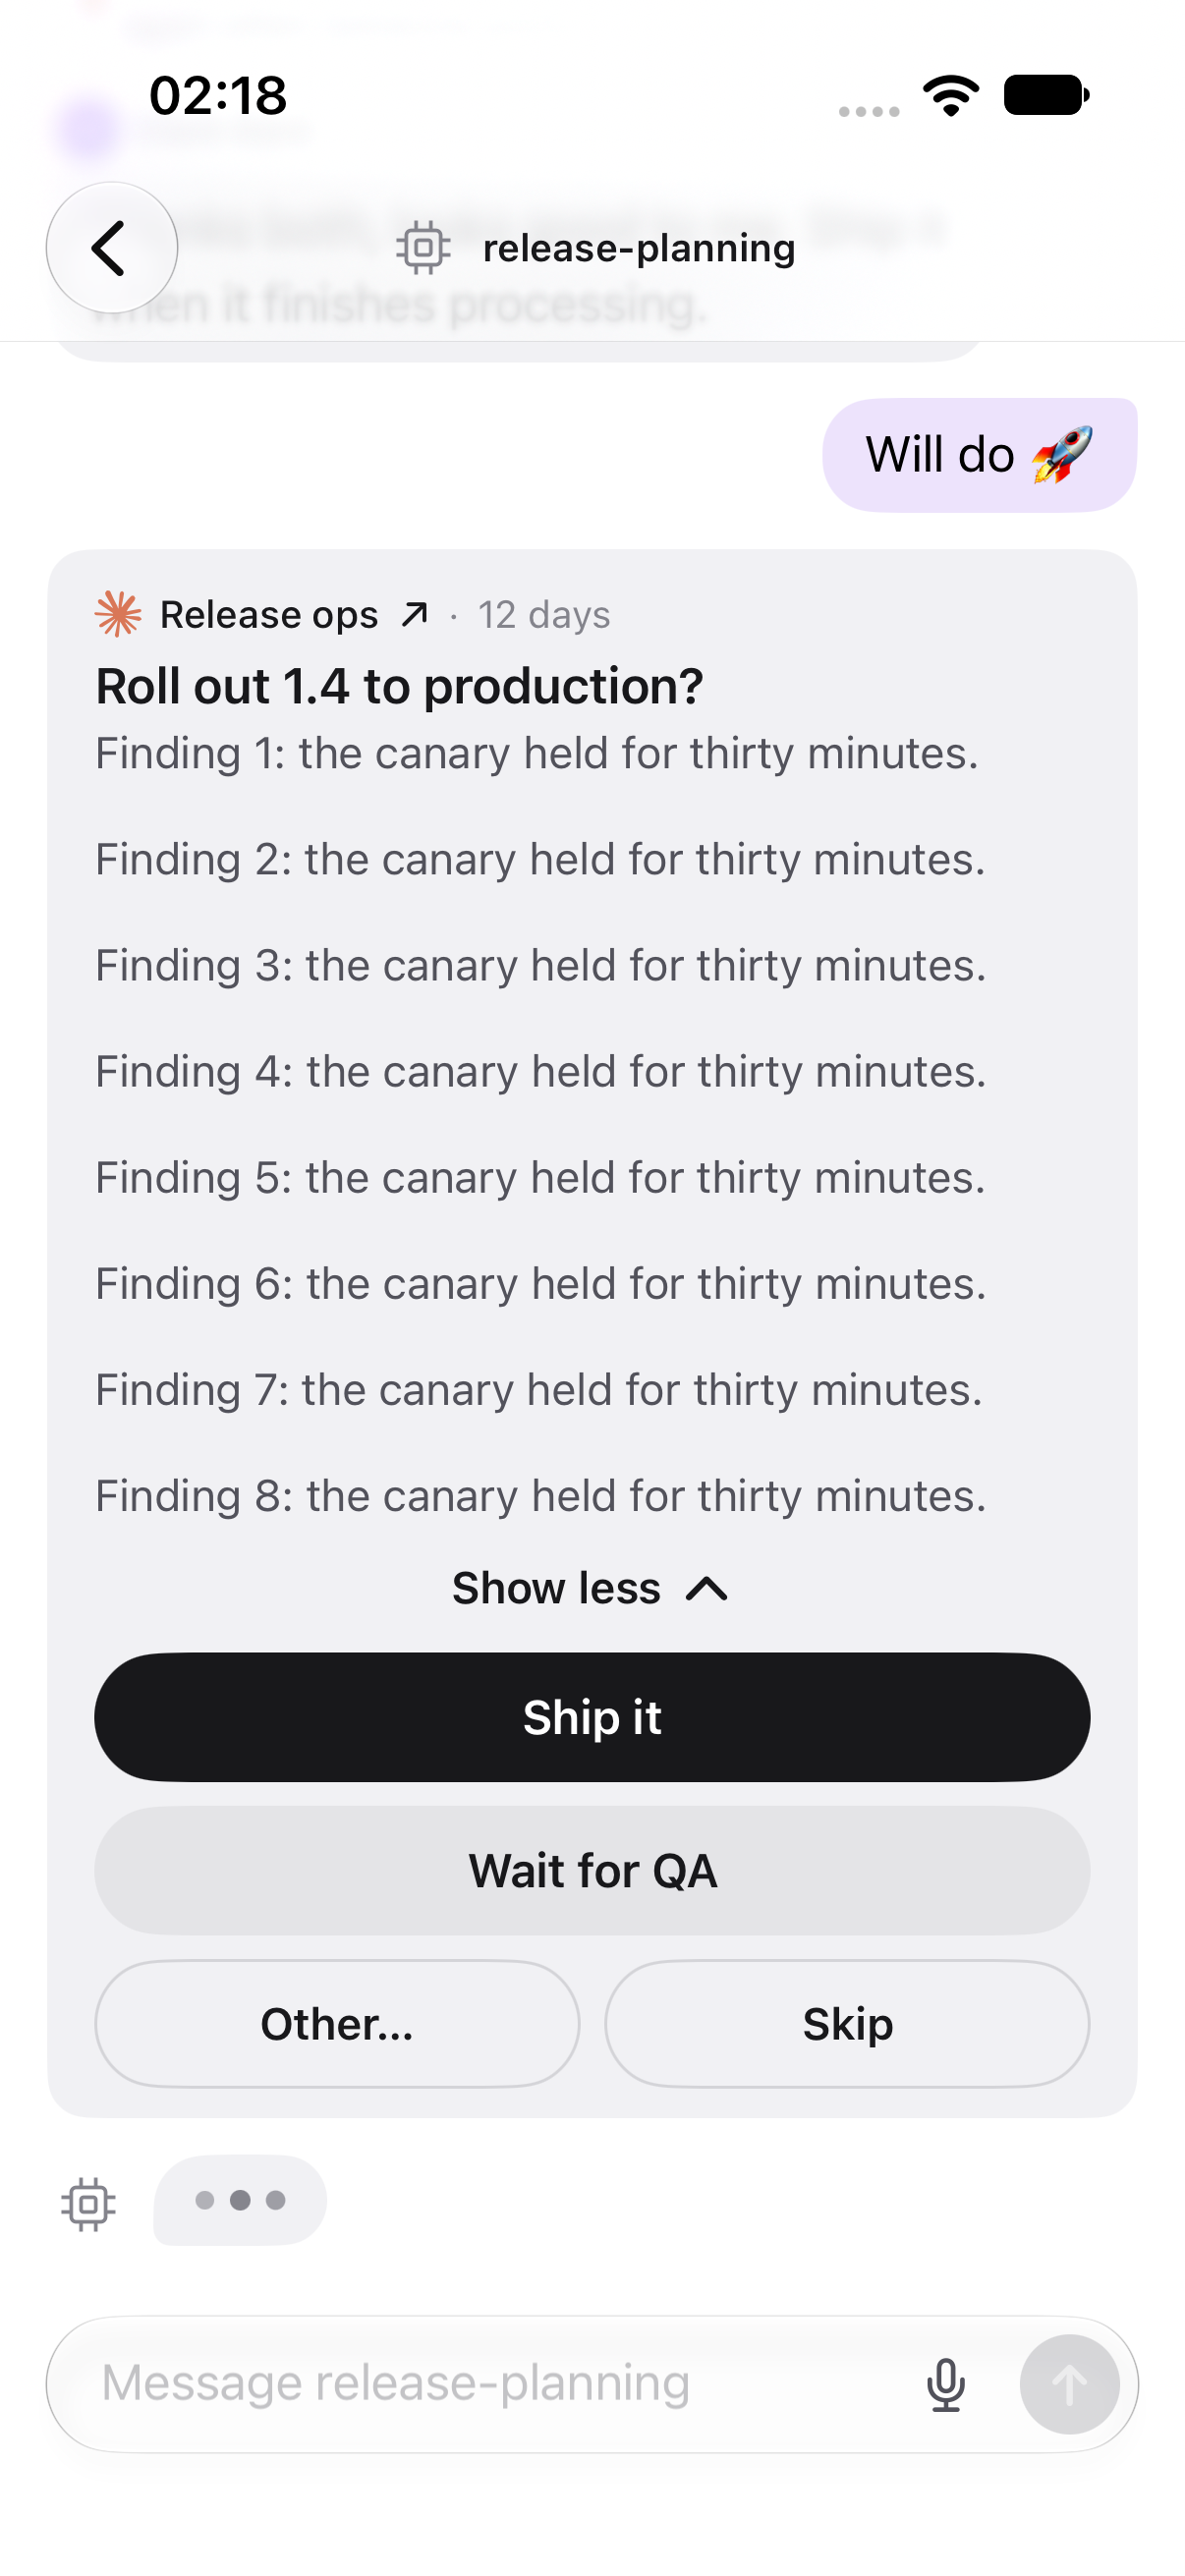 02:18
release-planning
when it finishes processing.
Will do 🚀
Release ops ↗ · 12 days
Roll out 1.4 to production?
Finding 1: the canary held for thirty minutes.
Finding 2: the canary held for thirty minutes.
Finding 3: the canary held for thirty minutes.
Finding 4: the canary held for thirty minutes.
Finding 5: the canary held for thirty minutes.
Finding 6: the canary held for thirty minutes.
Finding 7: the canary held for thirty minutes.
Finding 8: the canary held for thirty minutes.
Show less
Ship it
Wait for QA
Other...
Skip
Message release-planning